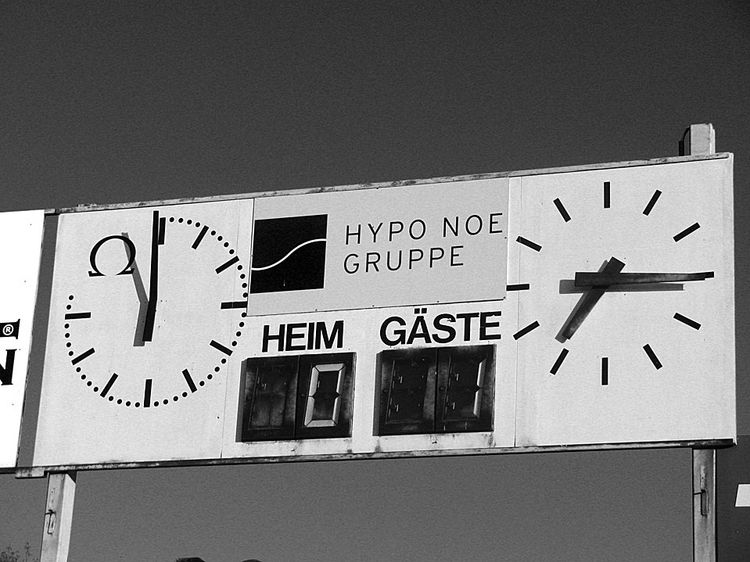 Ω
HYPO NOE
GRUPPE
HEIM GÄSTE
0
®
N